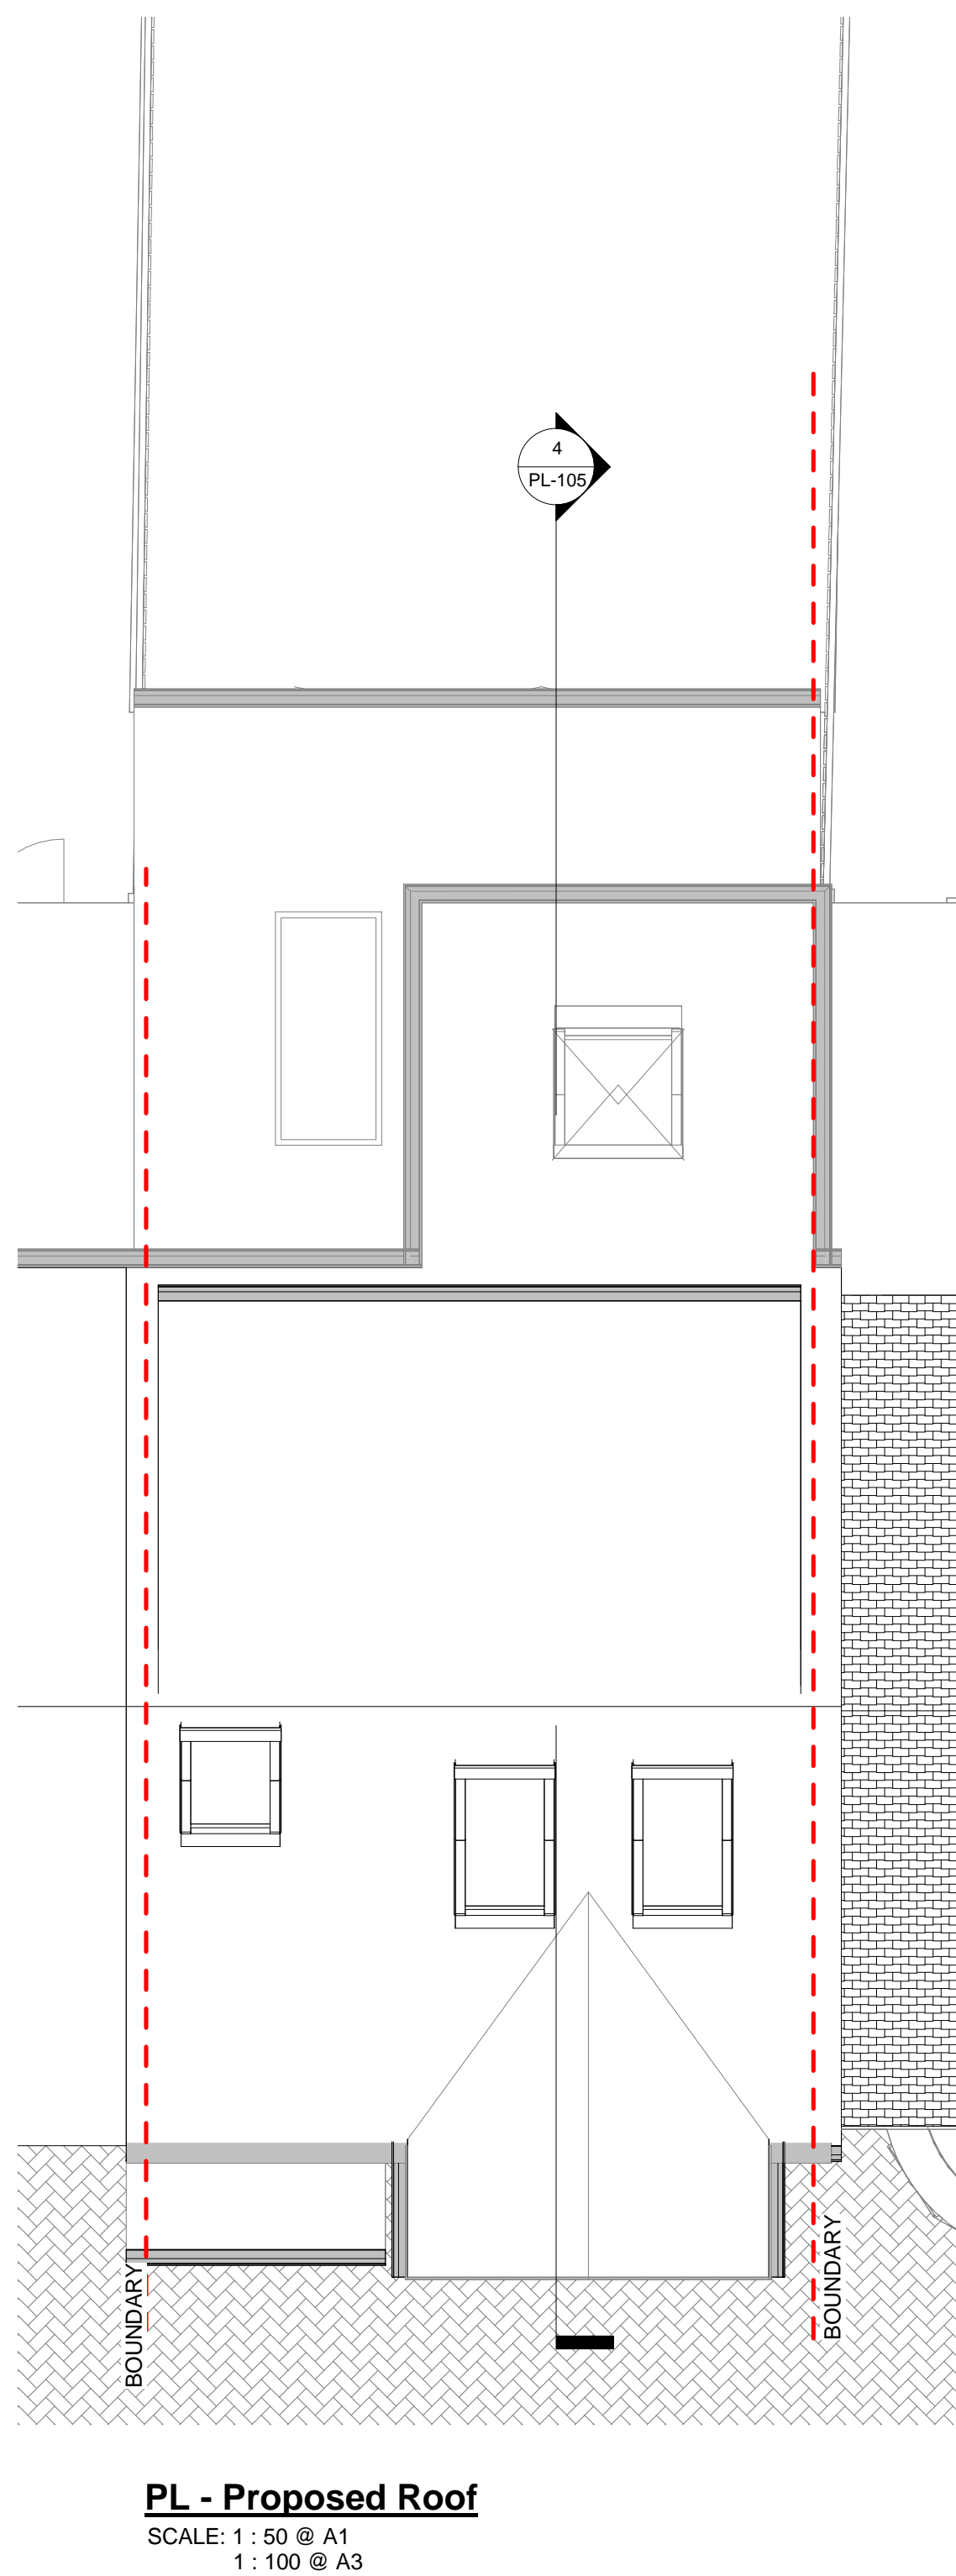 4
PL-105
BOUNDARY
BOUNDARY
PL - Proposed Roof
SCALE: 1 : 50 @ A1
1 : 100 @ A3